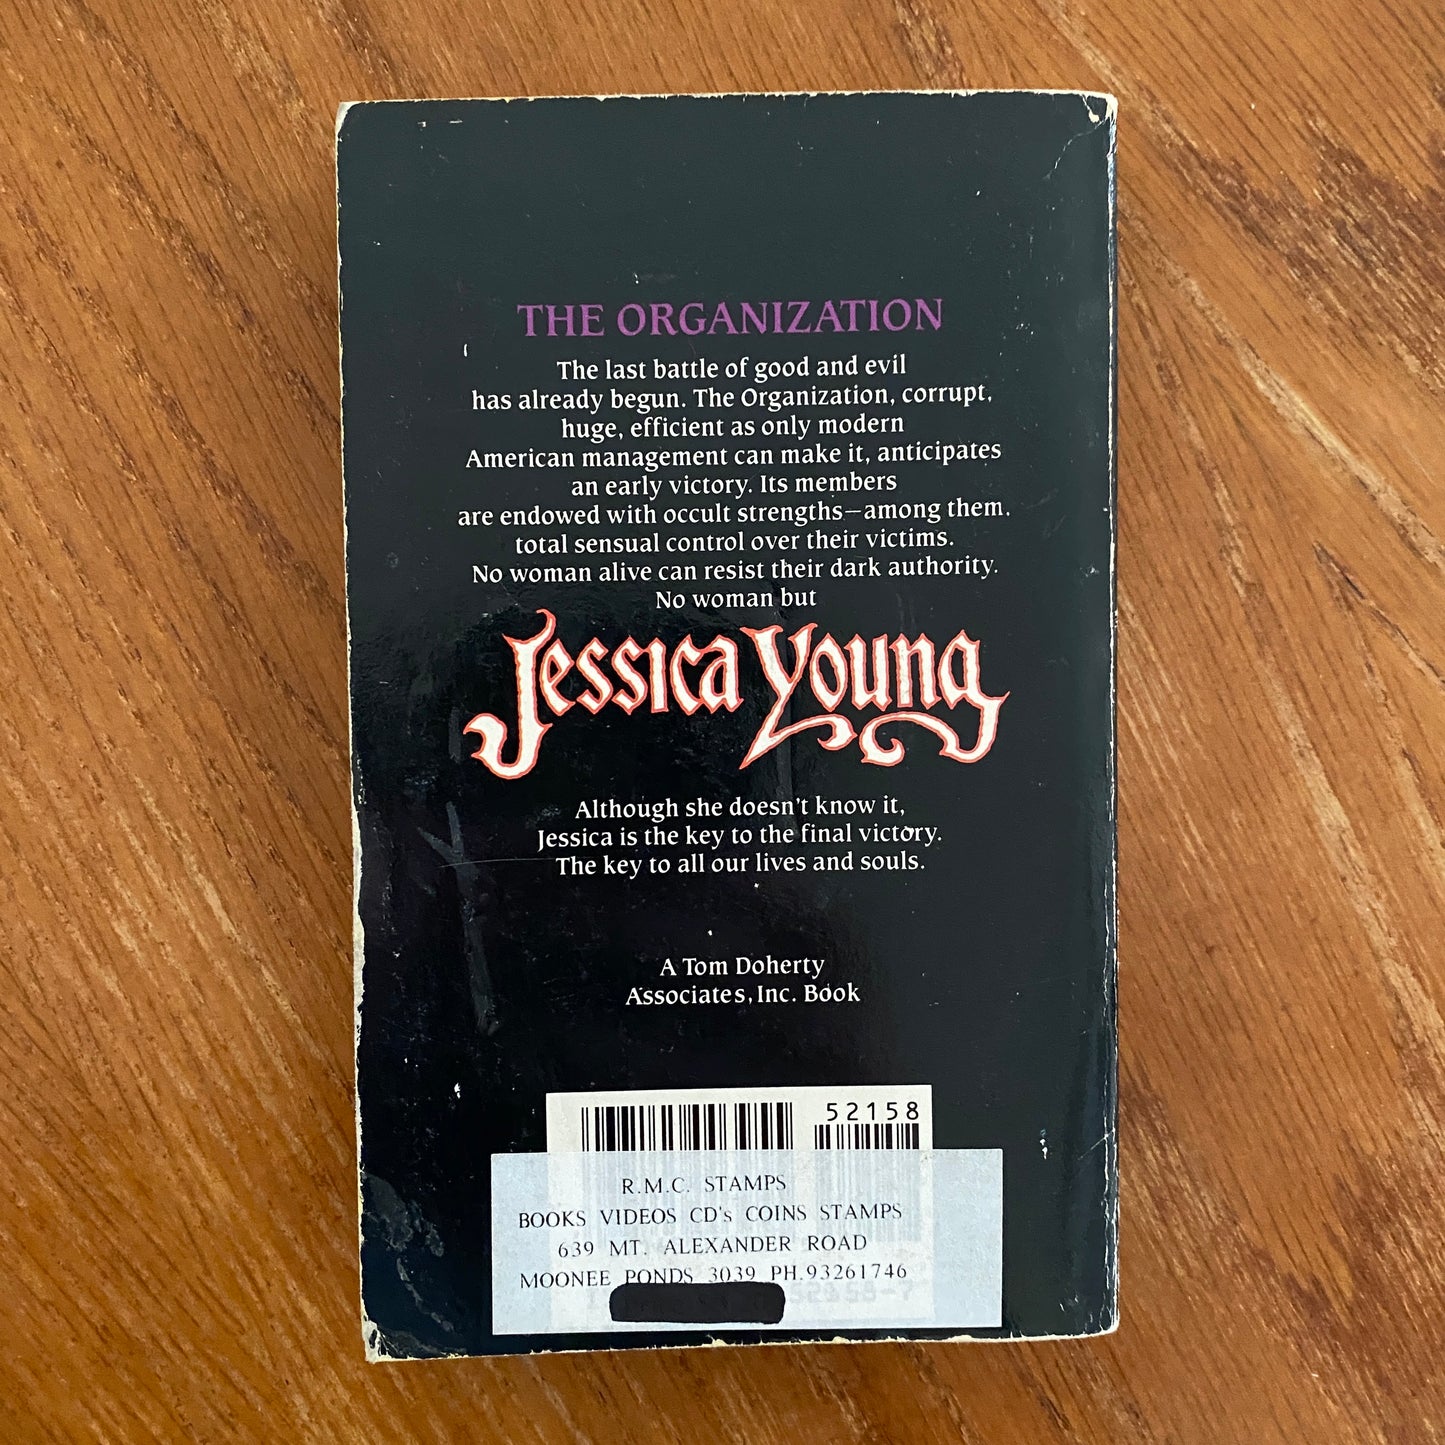 THE ORGANIZATION
The last battle of good and evil
has already begun. The Organization, corrupt,
huge, efficient as only modern
American management can make it, anticipates
an early victory. Its members
are endowed with occult strengths—among them,
total sensual control over their victims.
No woman alive can resist their dark authority.
No woman but
Jessica Young
Although she doesn't know it,
Jessica is the key to the final victory.
The key to all our lives and souls.
A Tom Doherty
Associates, Inc. Book
52158
R.M.C. STAMPS
BOOKS VIDEOS CD's COINS STAMPS
639 MT. ALEXANDER ROAD
MOONEE PONDS 3039 PH.93261746
52158-7